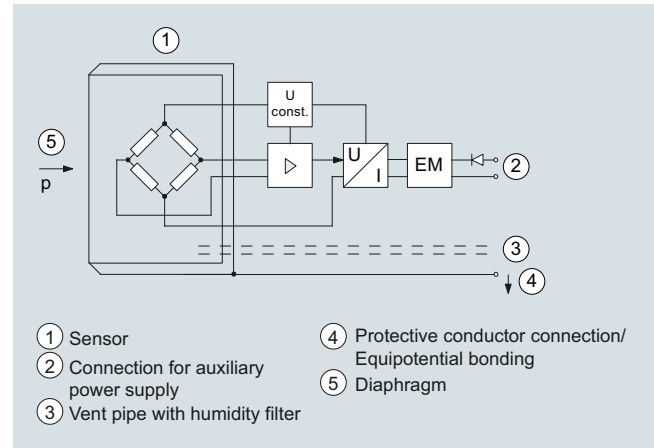 1
U
const.
5
p
U
I
EM
2
3
4
1 Sensor
2 Connection for auxiliary
power supply
3 Vent pipe with humidity filter
4 Protective conductor connection/
Equipotential bonding
5 Diaphragm